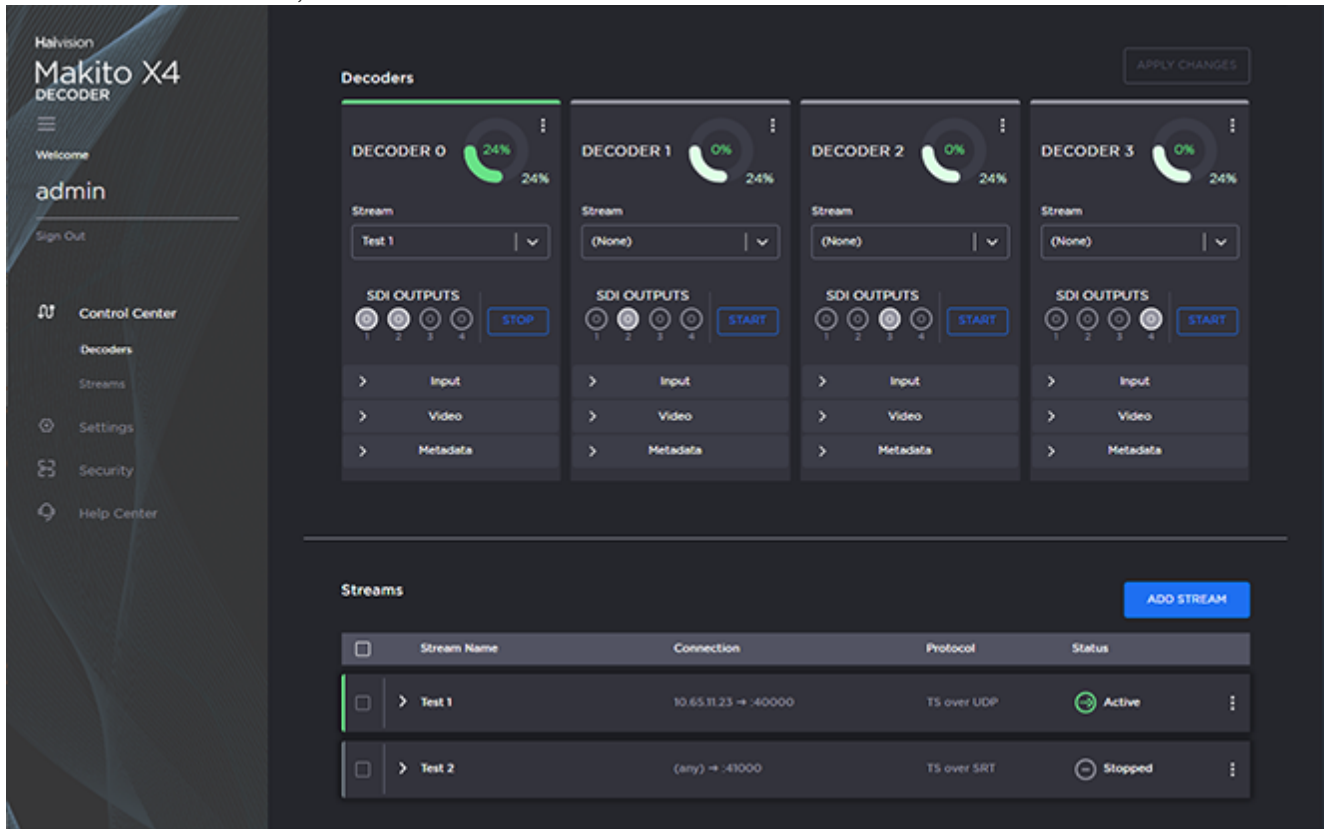 Haivision
Makito X4
DECODER
Welcome
admin
Sign Out
Control Center
Decoders
Streams
Settings
Security
Help Center
Decoders
APPLY CHANGES
DECODER 0 24% 24%
Stream
Test 1
SDI OUTPUTS
STOP
1 2 3 4
Input
Video
Metadata
DECODER 1 0% 24%
Stream
(None)
SDI OUTPUTS
START
1 2 3 4
Input
Video
Metadata
DECODER 2 0% 24%
Stream
(None)
SDI OUTPUTS
START
1 2 3 4
Input
Video
Metadata
DECODER 3 0% 24%
Stream
(None)
SDI OUTPUTS
START
1 2 3 4
Input
Video
Metadata
Streams
ADD STREAM
Stream Name Connection Protocol Status
Test 1 10.65.11.23 → :40000 TS over UDP Active
Test 2 (any) → :41000 TS over SRT Stopped